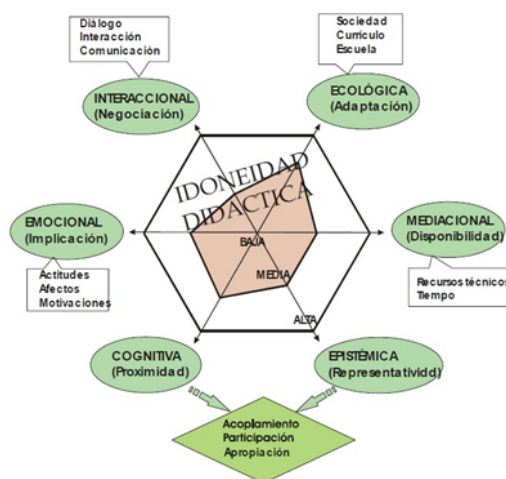 Diálogo
Interacción
Comunicación
Sociedad
Currículo
Escuela
INTERACCIONAL
(Negociación)
ECOLÓGICA
(Adaptación)
IDONEIDAD
DIDÁCTICA
EMOCIONAL
(Implicación)
BAJA
MEDIACIONAL
(Disponibilidad)
Actitudes
Afectos
Motivaciones
MEDIA
Recursos técnicos
Tiempo
ALTA
COGNITIVA
(Proximidad)
EPISTÉMICA
(Representativid)
Acoplamiento
Participación
Apropiación